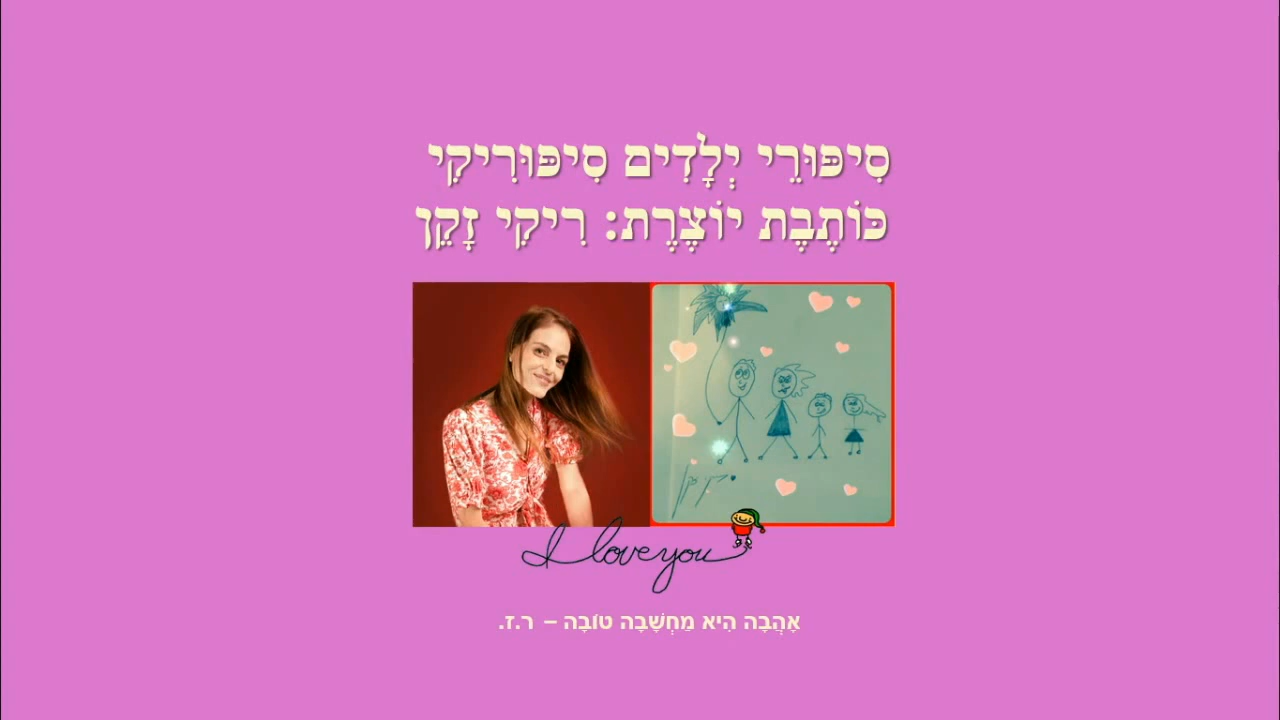 סִיפּוּרֵי יְלָדִים סִיפּוּרִיקִי
כּוֹתֶבֶת יוֹצֶרֶת: רִיקִי זָקֵן
I love you
אָהֲבָה הִיא מַחְשָׁבָה טוֹבָה – ר.ז.